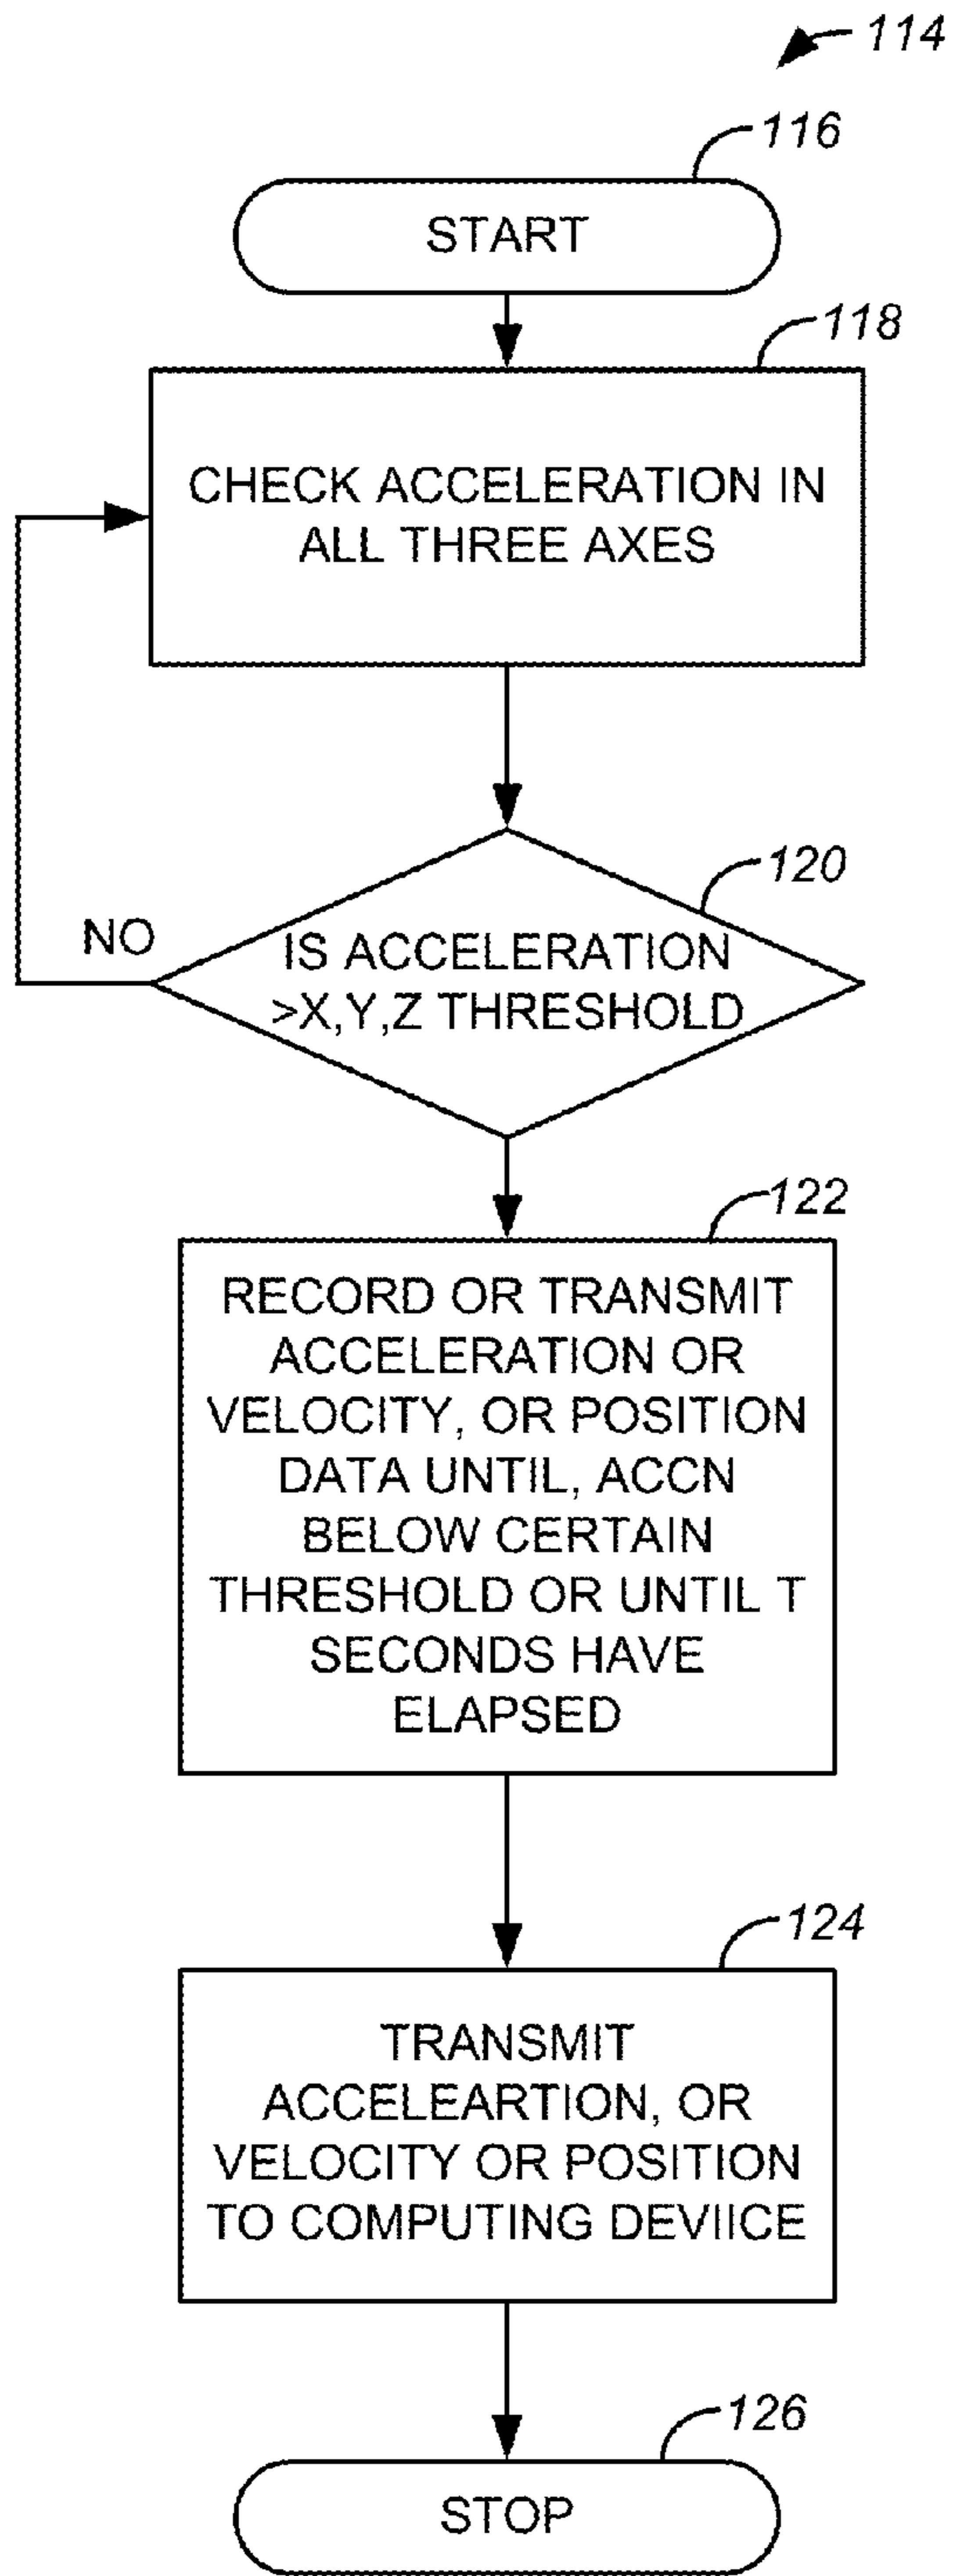 114
116
START
118
CHECK ACCELERATION IN
ALL THREE AXES
120
NO
IS ACCELERATION
>X,Y,Z THRESHOLD
122
RECORD OR TRANSMIT
ACCELERATION OR
VELOCITY, OR POSITION
DATA UNTIL, ACCN
BELOW CERTAIN
THRESHOLD OR UNTIL T
SECONDS HAVE
ELAPSED
124
TRANSMIT
ACCELEARTION, OR
VELOCITY OR POSITION
TO COMPUTING DEVIICE
126
STOP